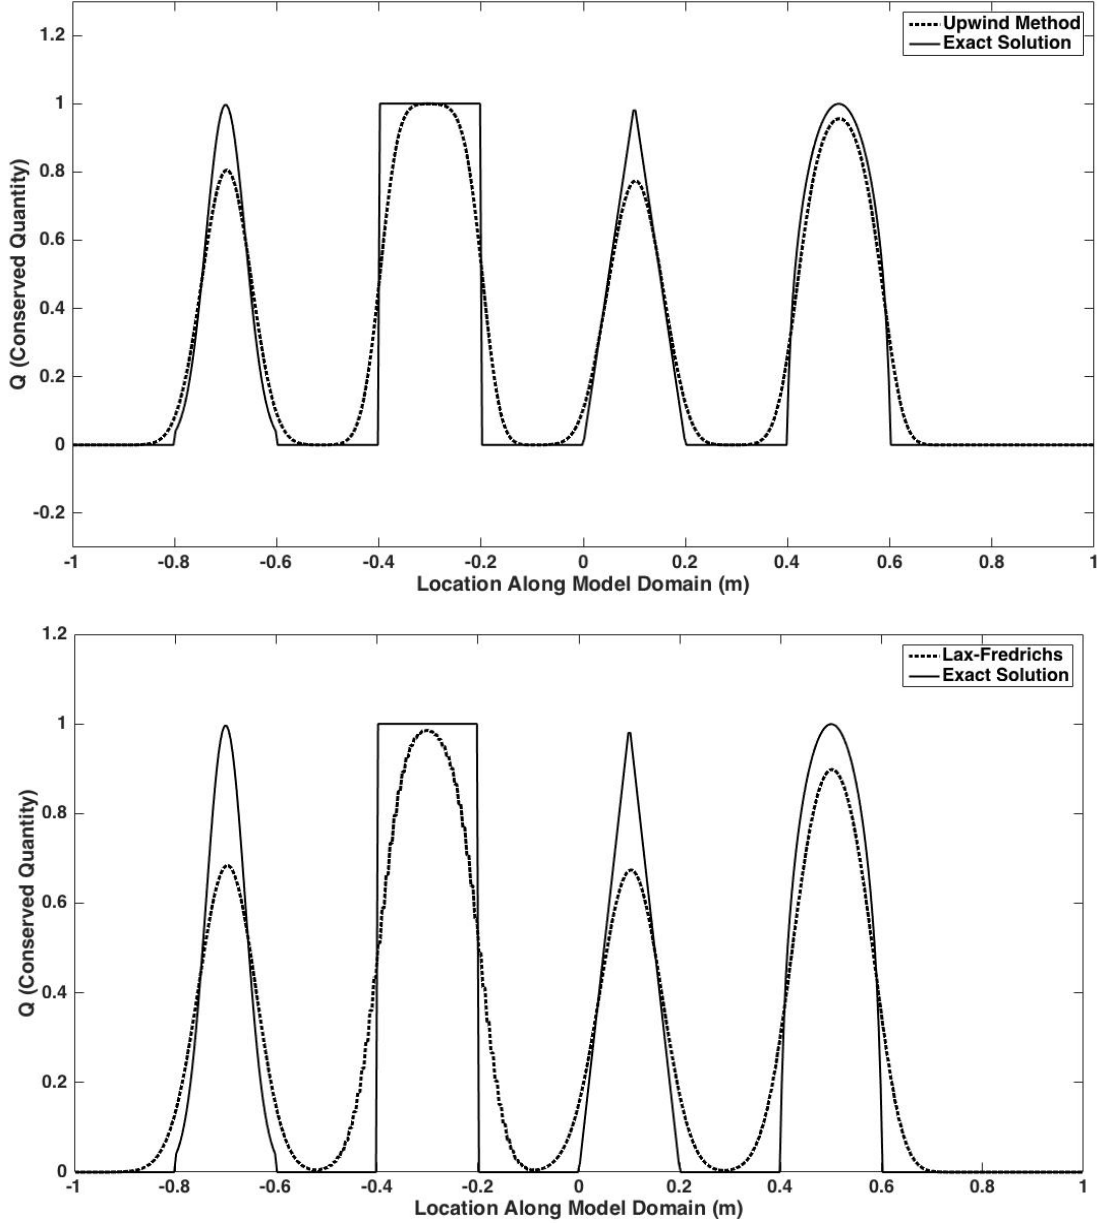 Upwind Method
Exact Solution
1.2
1
0.8
0.6
0.4
0.2
0
-0.2
Q (Conserved Quantity)
-1 -0.8 -0.6 -0.4 -0.2 0 0.2 0.4 0.6 0.8 1
Location Along Model Domain (m)
Lax-Fredrichs
Exact Solution
1.2
1
0.8
0.6
0.4
0.2
0
Q (Conserved Quantity)
-1 -0.8 -0.6 -0.4 -0.2 0 0.2 0.4 0.6 0.8 1
Location Along Model Domain (m)